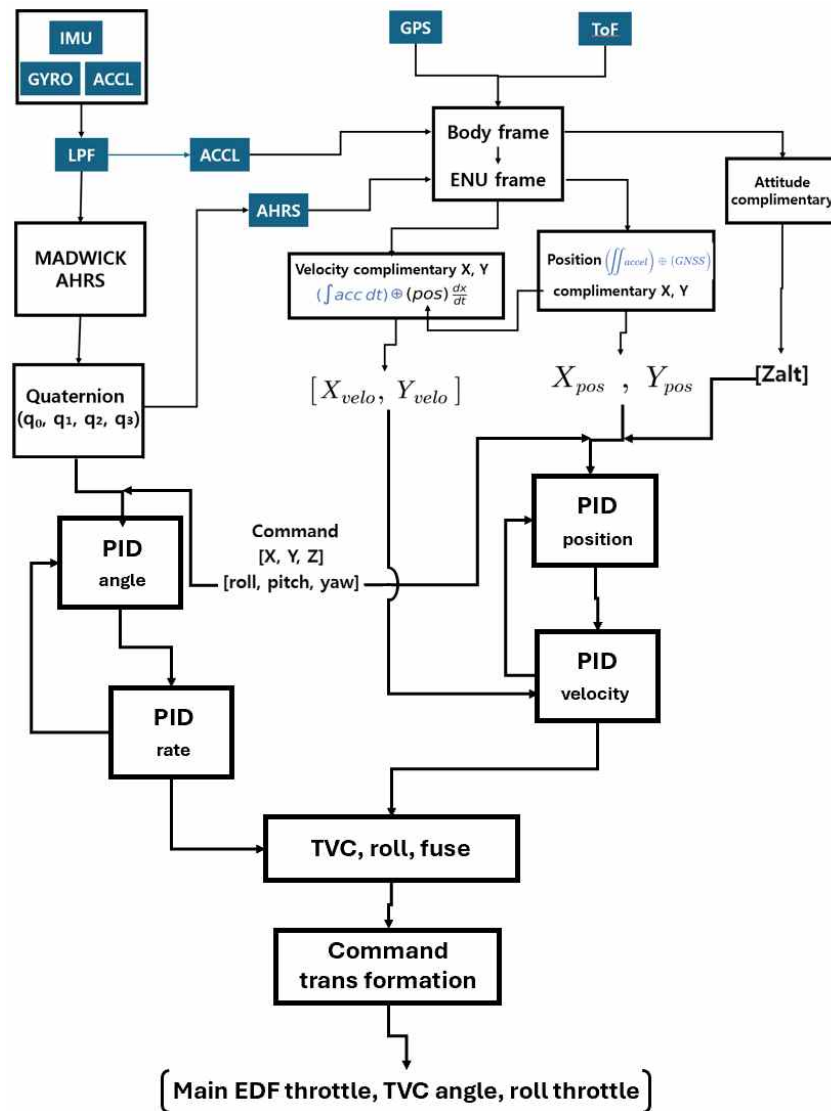 IMU
GYRO ACCL
GPS
ToF
LPF
ACCL
Body frame
ENU frame
AHRS
Attitude
complimentary
MADWICK
AHRS
Velocity complimentary X, Y
(∫acc dt) ⊕ (pos) dx/dt
Position (∬accel) ⊕ (GNSS)
complimentary X, Y
Quaternion
(q₀, q₁, q₂, q₃)
[X_velo, Y_velo]
X_pos , Y_pos
[Zalt]
PID
angle
Command
[X, Y, Z]
[roll, pitch, yaw]
PID
position
PID
rate
PID
velocity
TVC, roll, fuse
Command
trans formation
[Main EDF throttle, TVC angle, roll throttle]